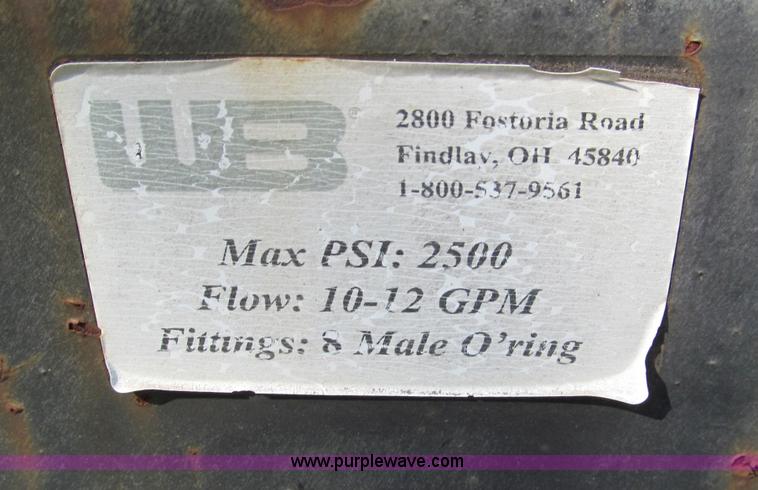 WB
2800 Fostoria Road
Findlay, OH 45840
1-800-537-9561
Max PSI: 2500
Flow: 10-12 GPM
Fittings: 8 Male O'ring
www.purplewave.com